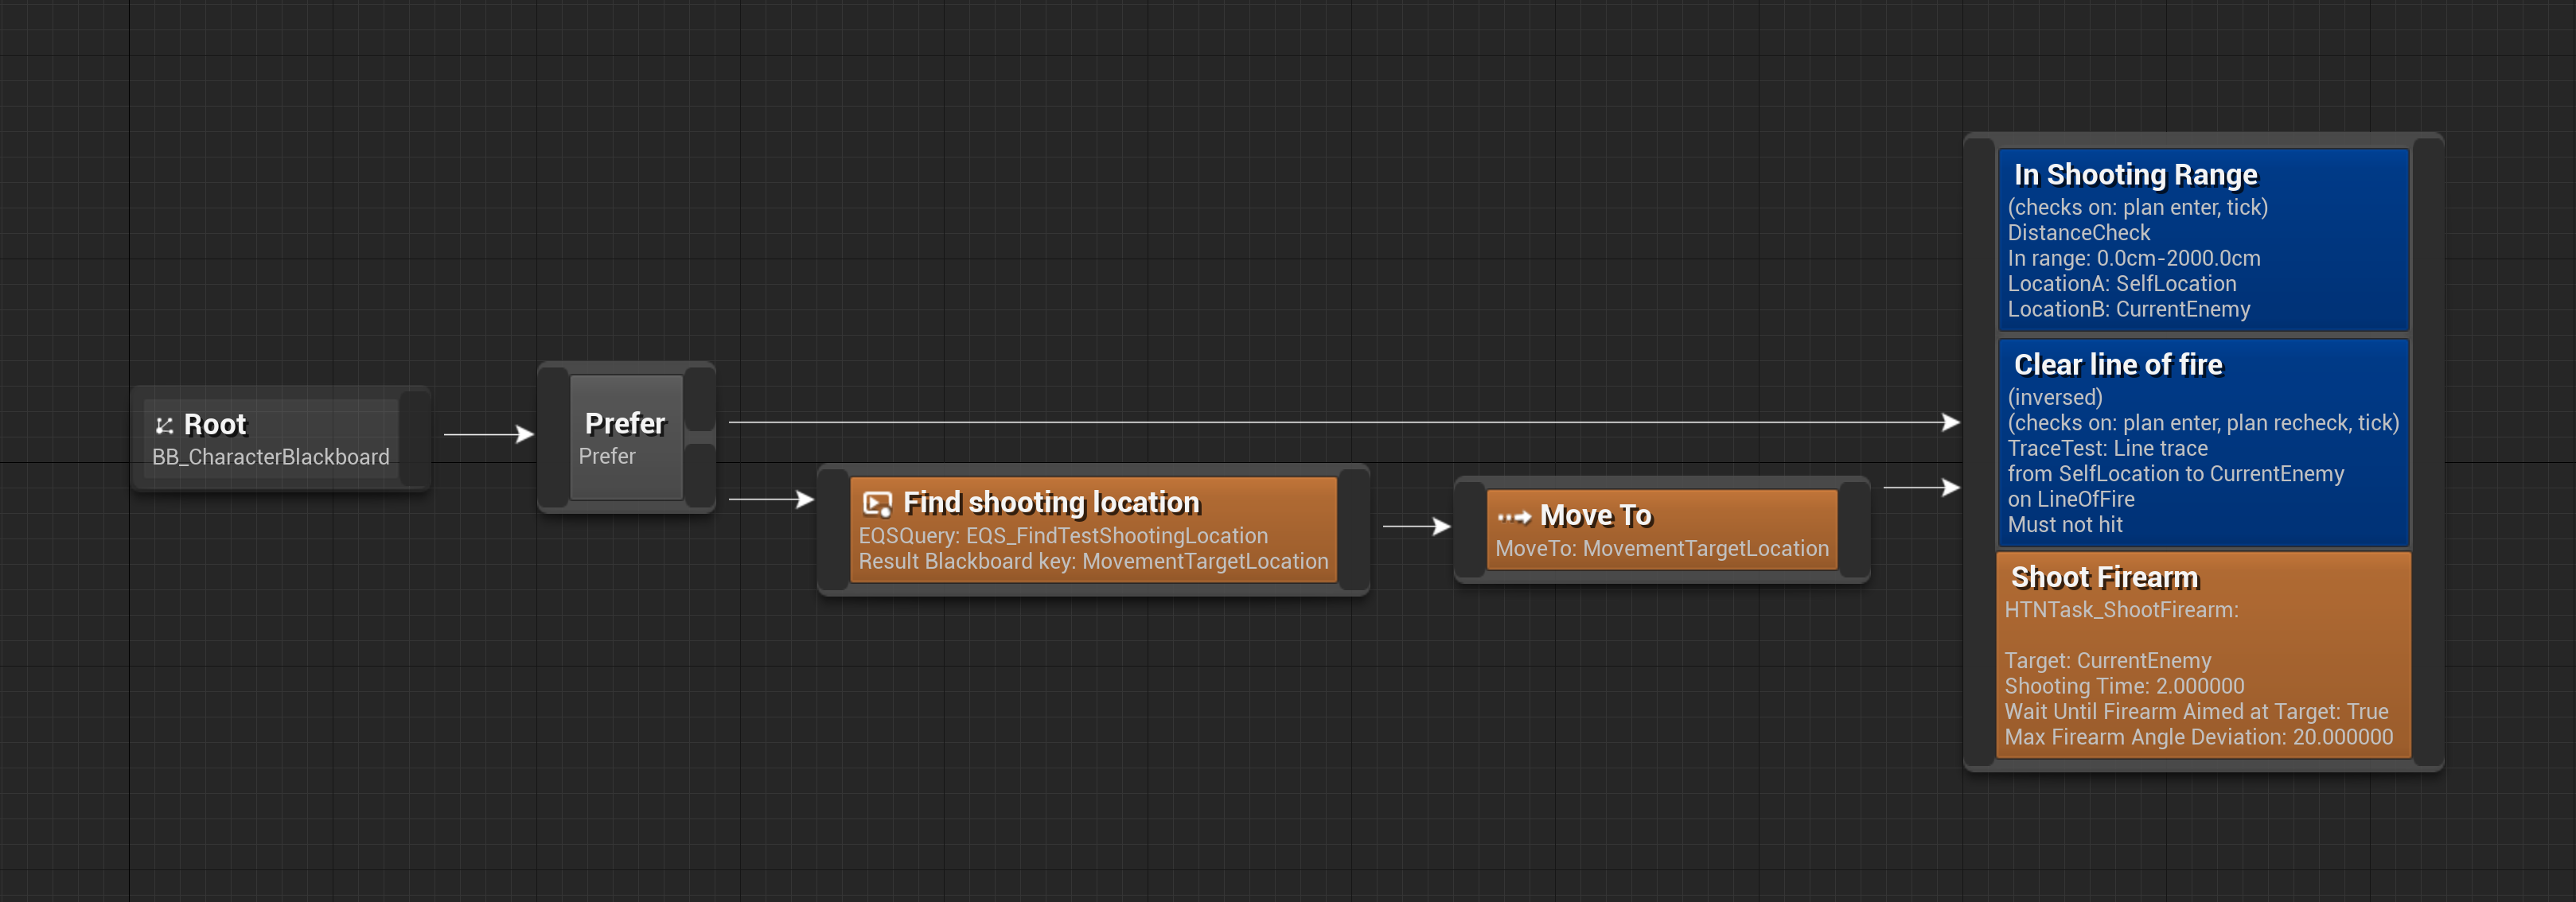 Root
BB_CharacterBlackboard
Prefer
Prefer
Find shooting location
EQSQuery: EQS_FindTestShootingLocation
Result Blackboard key: MovementTargetLocation
Move To
MoveTo: MovementTargetLocation
In Shooting Range
(checks on: plan enter, tick)
DistanceCheck
In range: 0.0cm-2000.0cm
LocationA: SelfLocation
LocationB: CurrentEnemy
Clear line of fire
(inversed)
(checks on: plan enter, plan recheck, tick)
TraceTest: Line trace
from SelfLocation to CurrentEnemy
on LineOfFire
Must not hit
Shoot Firearm
HTNTask_ShootFirearm:
Target: CurrentEnemy
Shooting Time: 2.000000
Wait Until Firearm Aimed at Target: True
Max Firearm Angle Deviation: 20.000000